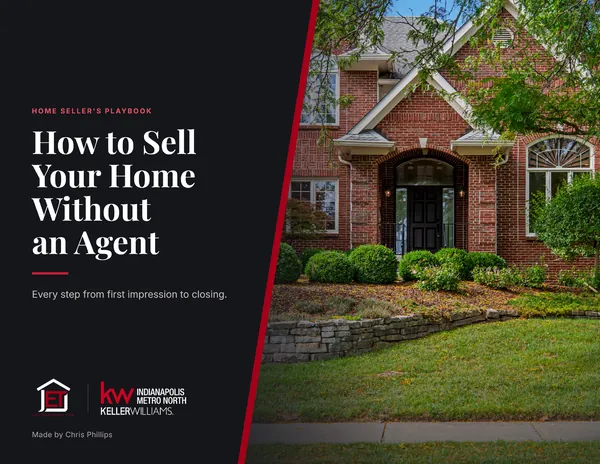 HOME SELLER'S PLAYBOOK
How to Sell
Your Home
Without
an Agent
Every step from first impression to closing.
ET
kw INDIANAPOLIS
METRO NORTH
KELLERWILLIAMS.
Made by Chris Phillips